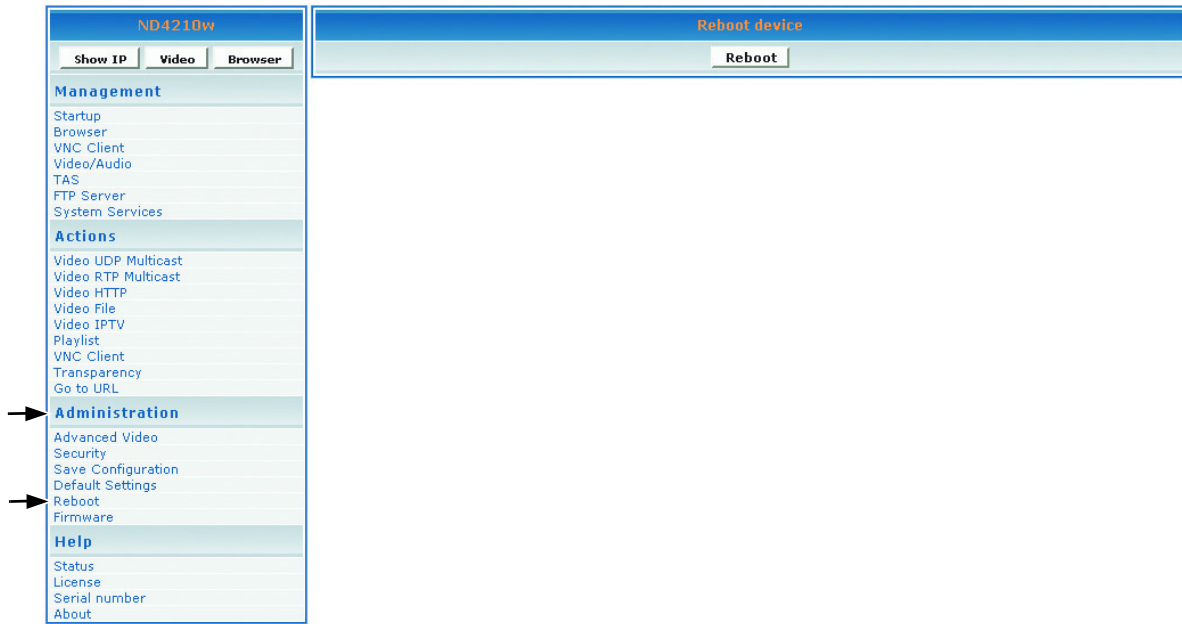 ND4210w
Show IP Video Browser
Management
Startup
Browser
VNC Client
Video/Audio
TAS
FTP Server
System Services
Actions
Video UDP Multicast
Video RTP Multicast
Video HTTP
Video File
Video IPTV
Playlist
VNC Client
Transparency
Go to URL
Administration
Advanced Video
Security
Save Configuration
Default Settings
Reboot
Firmware
Help
Status
License
Serial number
About
Reboot device
Reboot